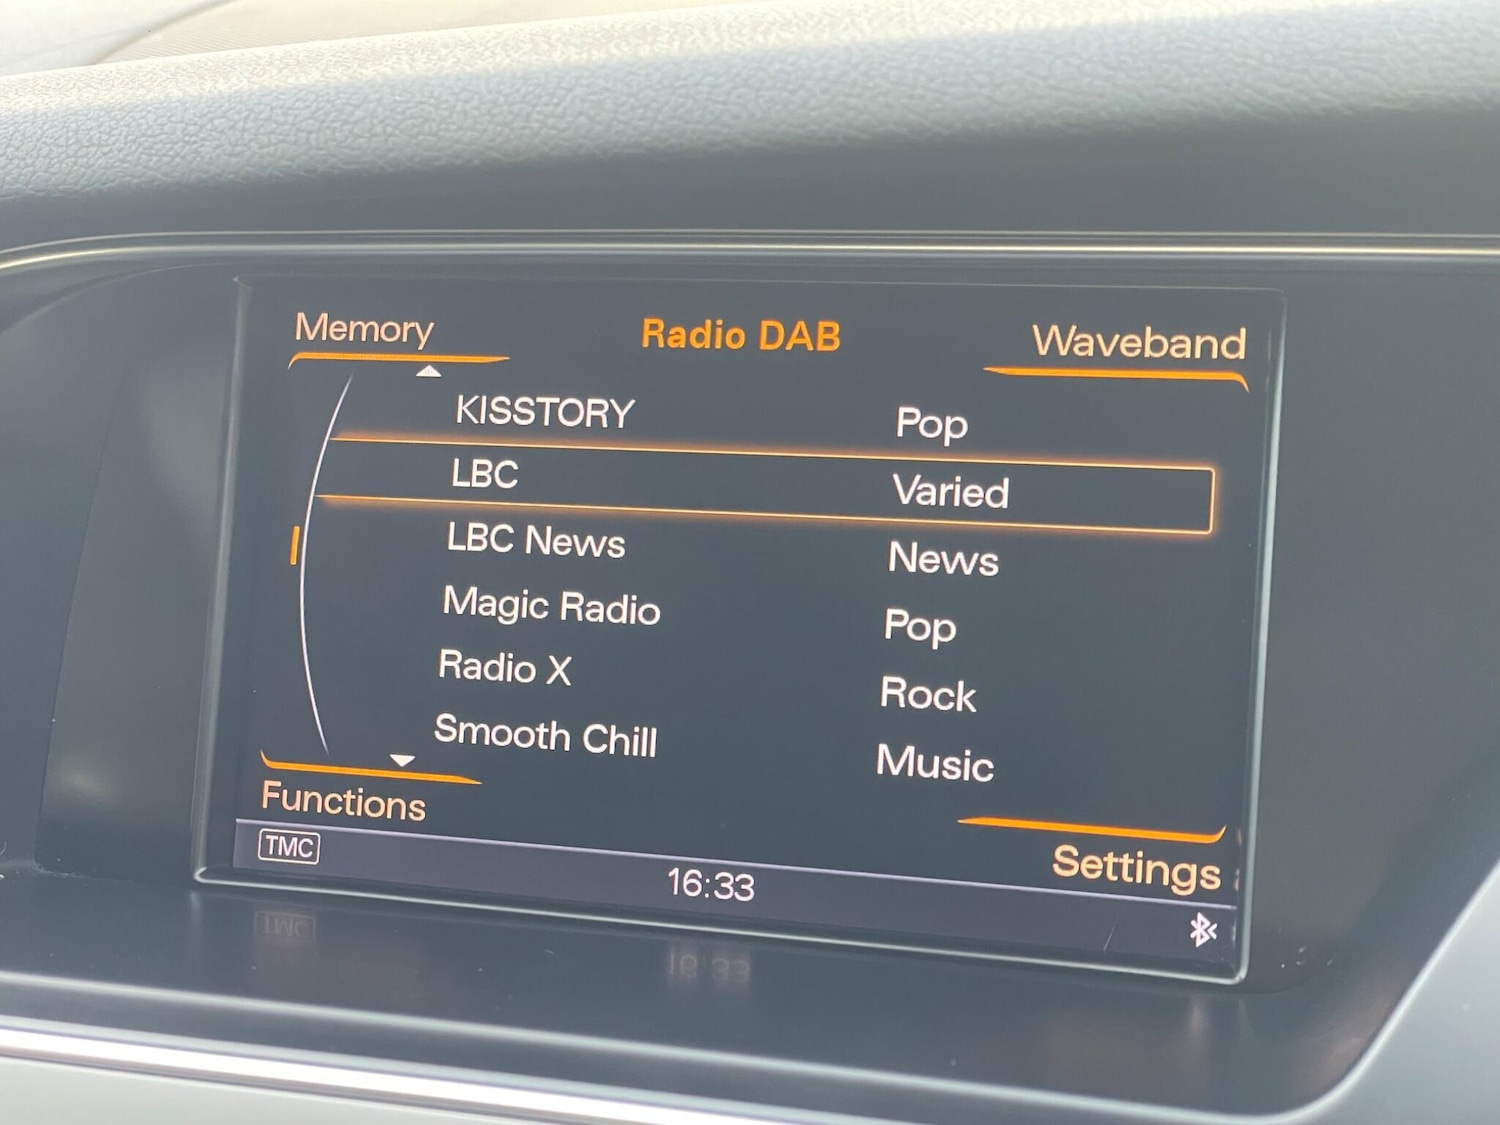 Memory Radio DAB Waveband
KISSTORY Pop
LBC Varied
LBC News News
Magic Radio Pop
Radio X Rock
Smooth Chill Music
Functions Settings
TMC 16:33